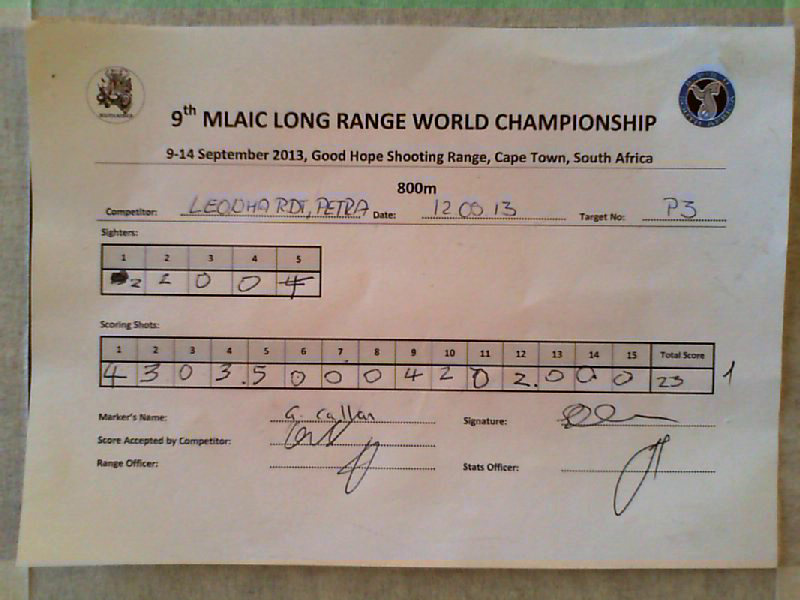 9th MLAIC LONG RANGE WORLD CHAMPIONSHIP
9-14 September 2013, Good Hope Shooting Range, Cape Town, South Africa
800m
Competitor: LEONHARDT, PETRA Date: 12 09 13 Target No: P3
Sighters:
1 2 3 4 5
2 2 0 0 4
Scoring Shots:
1 2 3 4 5 6 7 8 9 10 11 12 13 14 15 Total Score
4 3 0 3 5 0 0 0 4 2 0 2 0 0 0 23 1
Marker's Name: G. Callan Signature:
Score Accepted by Competitor:
Range Officer: Stats Officer: